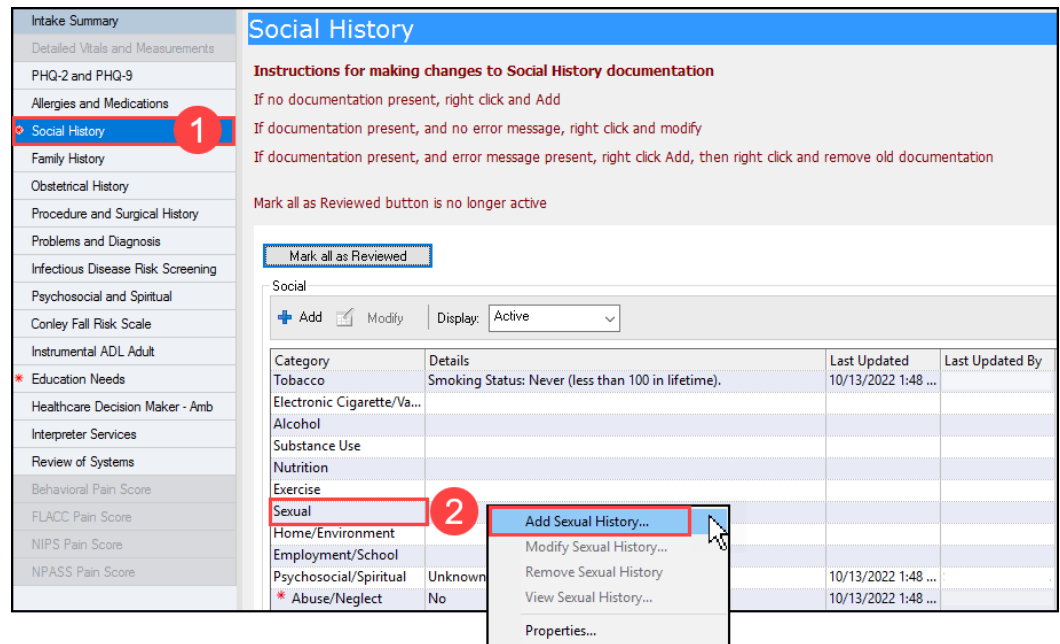 Intake Summary
Detailed Vitals and Measurements
PHQ-2 and PHQ-9
Allergies and Medications
* Social History
1
Family History
Obstetrical History
Procedure and Surgical History
Problems and Diagnosis
Infectious Disease Risk Screening
Psychosocial and Spiritual
Conley Fall Risk Scale
Instrumental ADL Adult
* Education Needs
Healthcare Decision Maker - Amb
Interpreter Services
Review of Systems
Behavioral Pain Score
FLACC Pain Score
NIPS Pain Score
NPASS Pain Score
Social History
Instructions for making changes to Social History documentation
If no documentation present, right click and Add
If documentation present, and no error message, right click and modify
If documentation present, and error message present, right click Add, then right click and remove old documentation
Mark all as Reviewed button is no longer active
Mark all as Reviewed
Social
Add Modify Display: Active
Category Details Last Updated Last Updated By
Tobacco Smoking Status: Never (less than 100 in lifetime). 10/13/2022 1:48 ...
Electronic Cigarette/Va...
Alcohol
Substance Use
Nutrition
Exercise
Sexual
2
Home/Environment
Employment/School
Psychosocial/Spiritual Unknown 10/13/2022 1:48 ...
* Abuse/Neglect No 10/13/2022 1:48 ...
Add Sexual History...
Modify Sexual History...
Remove Sexual History
View Sexual History...
Properties...